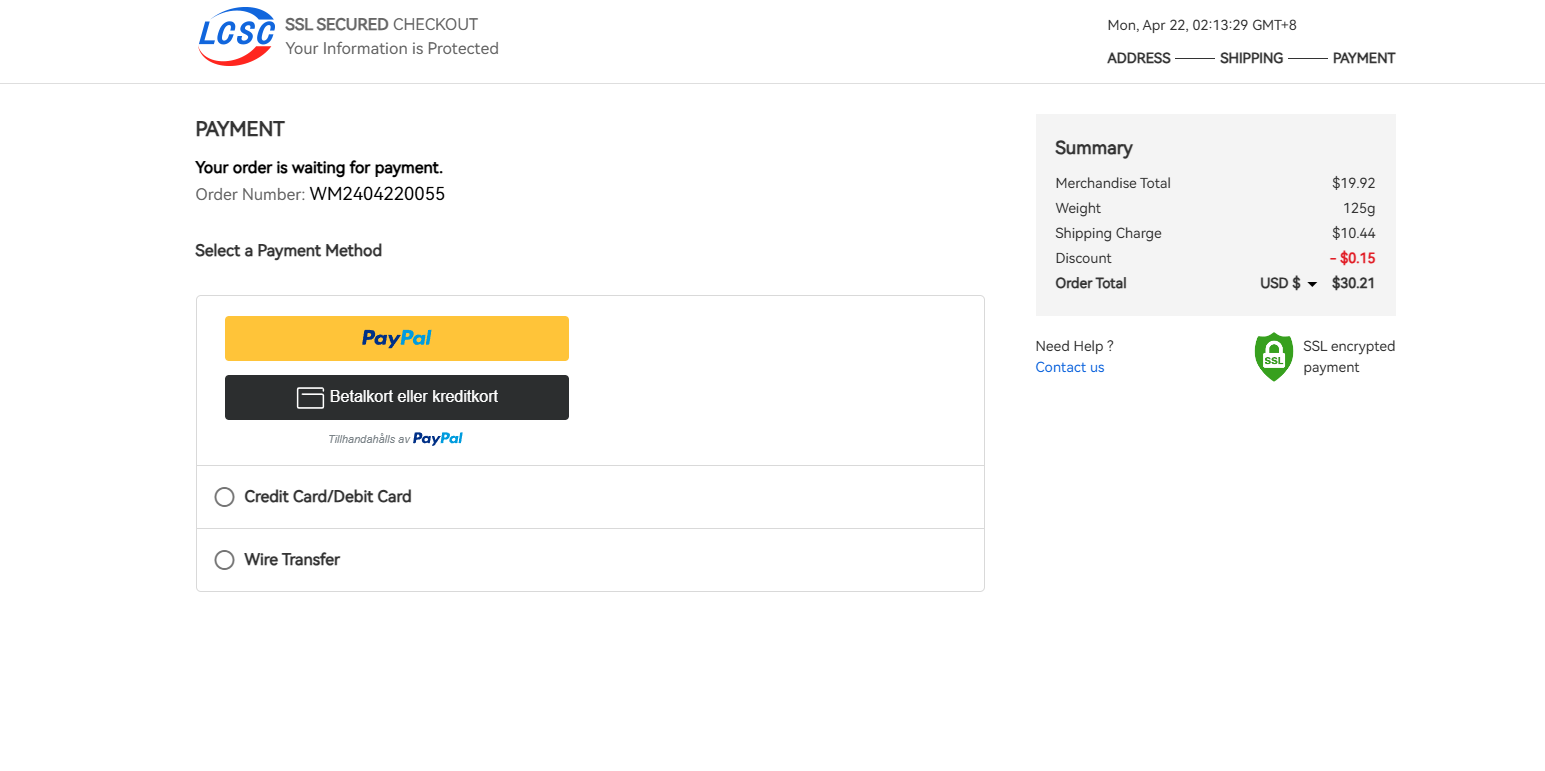 LCSC
SSL SECURED CHECKOUT
Your Information is Protected
Mon, Apr 22, 02:13:29 GMT+8
ADDRESS SHIPPING PAYMENT
PAYMENT
Your order is waiting for payment.
Order Number: WM2404220055
Select a Payment Method
PayPal
Betalkort eller kreditkort
Tillhandahålls av PayPal
Credit Card/Debit Card
Wire Transfer
Summary
Merchandise Total $19.92
Weight 125g
Shipping Charge $10.44
Discount - $0.15
Order Total USD $ $30.21
Need Help ?
Contact us
SSL
SSL encrypted
payment